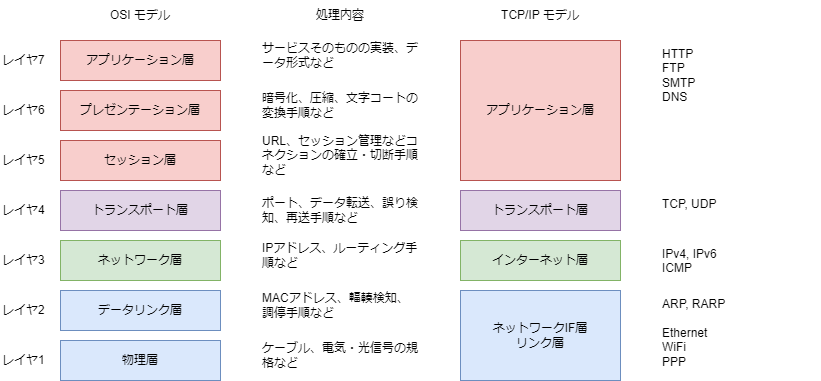 OSI モデル
処理内容
TCP/IP モデル
レイヤ7
アプリケーション層
サービスそのものの実装、デ
ータ形式など
アプリケーション層
HTTP
FTP
SMTP
DNS
レイヤ6
プレゼンテーション層
暗号化、圧縮、文字コートの
変換手順など
レイヤ5
セッション層
URL、セッション管理などコ
ネクションの確立・切断手順
など
レイヤ4
トランスポート層
ポート、データ転送、誤り検
知、再送手順など
トランスポート層
TCP, UDP
レイヤ3
ネットワーク層
IPアドレス、ルーティング手
順など
インターネット層
IPv4, IPv6
ICMP
レイヤ2
データリンク層
MACアドレス、輻輳検知、
調停手順など
ネットワークIF層
リンク層
ARP, RARP
Ethernet
WiFi
PPP
レイヤ1
物理層
ケーブル、電気・光信号の規
格など